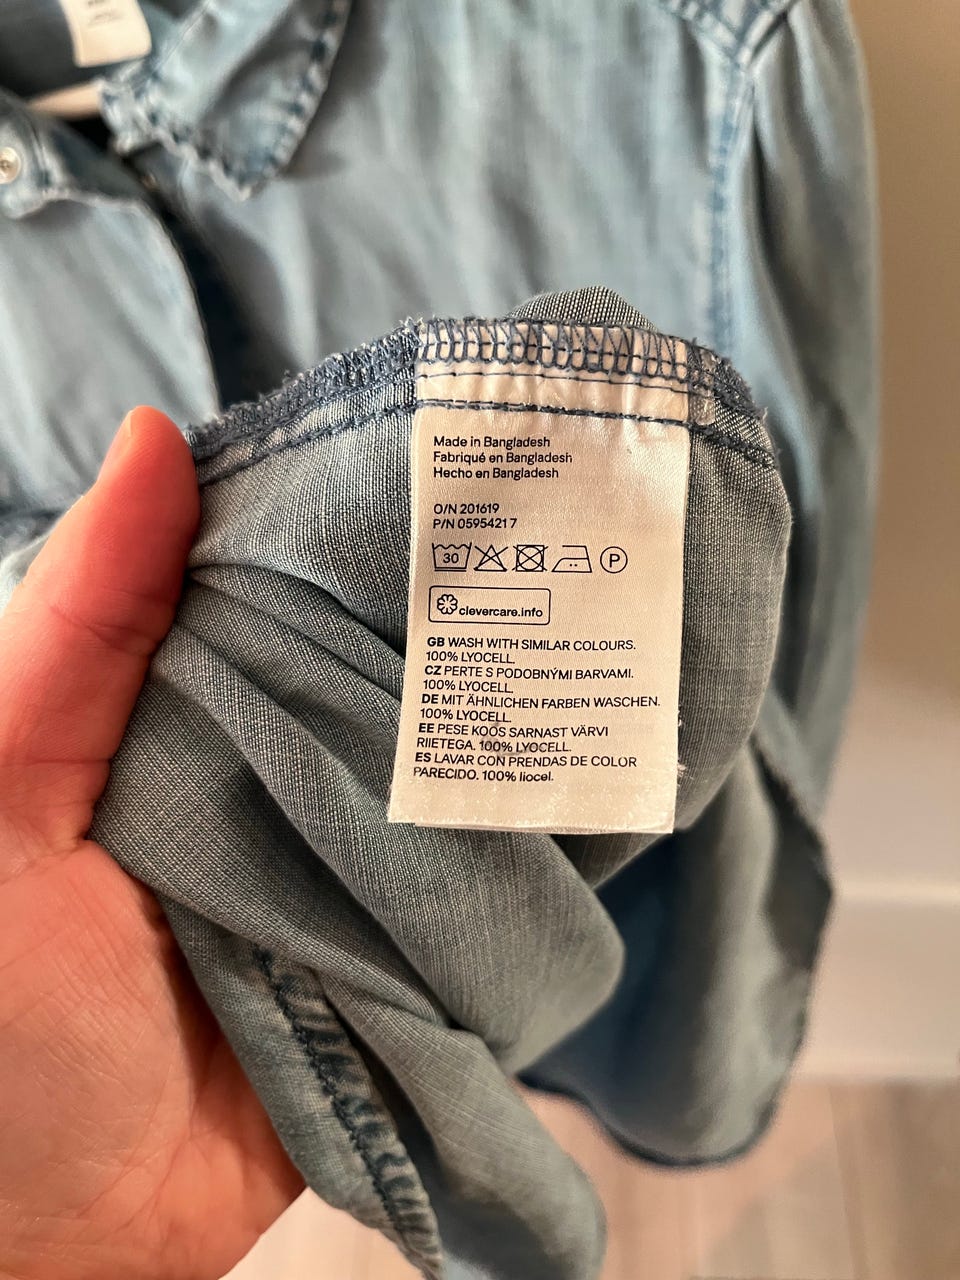 Made in Bangladesh
Fabriqué en Bangladesh
Hecho en Bangladesh
O/N 201619
P/N 0595421 7
30 P
clevercare.info
GB WASH WITH SIMILAR COLOURS.
100% LYOCELL.
CZ PERTE S PODOBNÝMI BARVAMI.
100% LYOCELL.
DE MIT ÄHNLICHEN FARBEN WASCHEN.
100% LYOCELL.
EE PESE KOOS SARNAST VÄRVI
RIIETEGA. 100% LYOCELL.
ES LAVAR CON PRENDAS DE COLOR
PARECIDO. 100% liocel.